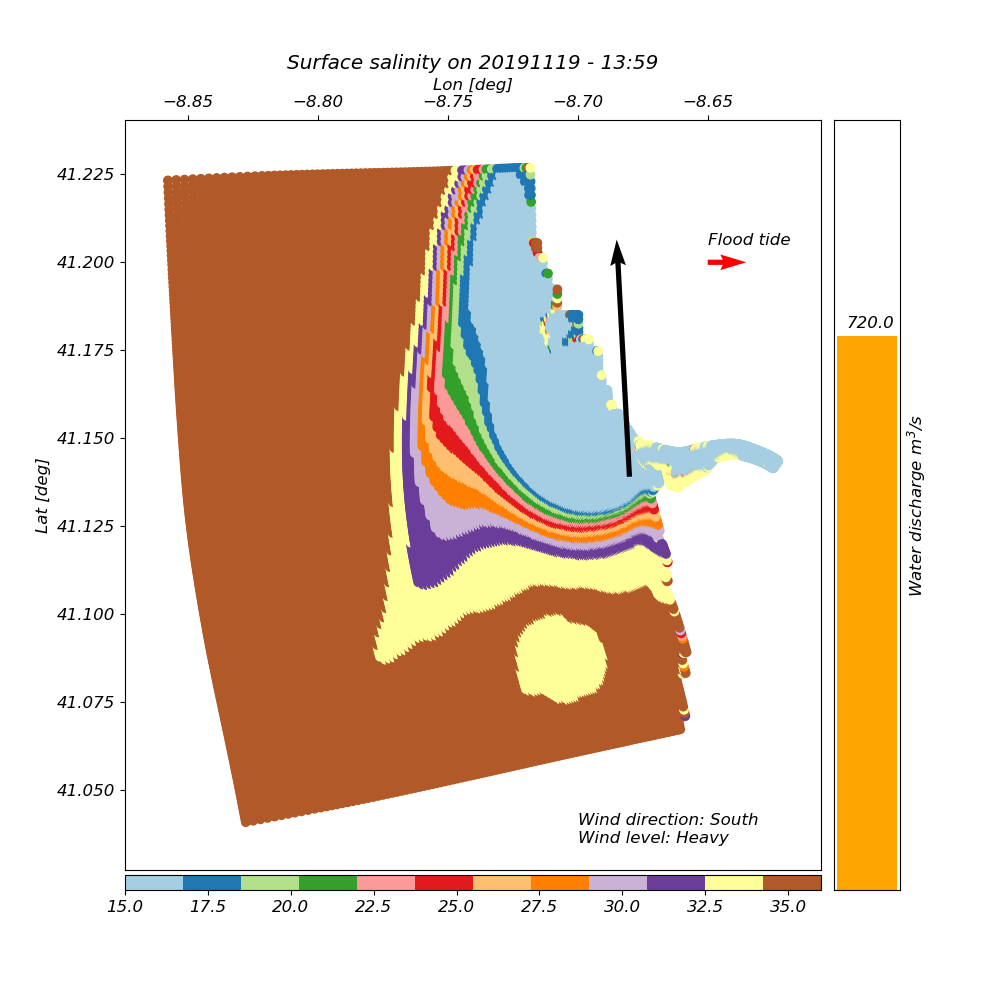 Surface salinity on 20191119 - 13:59
Lon [deg]
−8.85 −8.80 −8.75 −8.70 −8.65
41.225
41.200
41.175
41.150
41.125
41.100
41.075
41.050
Lat [deg]
Flood tide
720.0
Water discharge m³/s
Wind direction: South
Wind level: Heavy
15.0 17.5 20.0 22.5 25.0 27.5 30.0 32.5 35.0